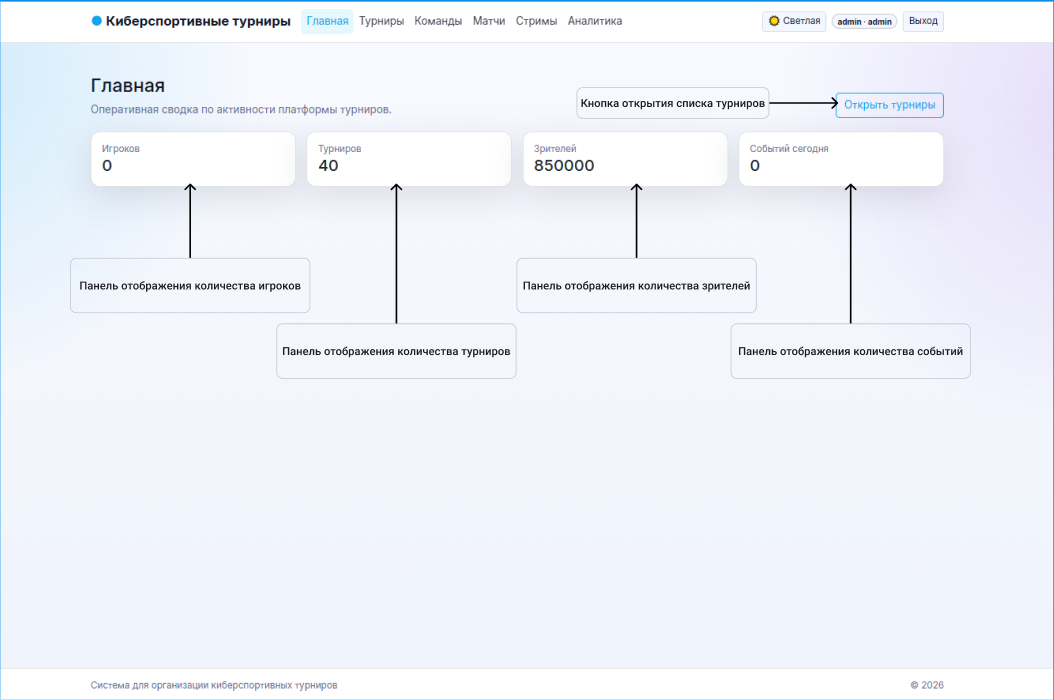 Киберспортивные турниры Главная Турниры Команды Матчи Стримы Аналитика Светлая admin · admin Выход
Главная
Оперативная сводка по активности платформы турниров.
Кнопка открытия списка турниров
Открыть турниры
Игроков
0
Турниров
40
Зрителей
850000
Событий сегодня
0
Панель отображения количества игроков
Панель отображения количества зрителей
Панель отображения количества турниров
Панель отображения количества событий
Система для организации киберспортивных турниров
© 2026